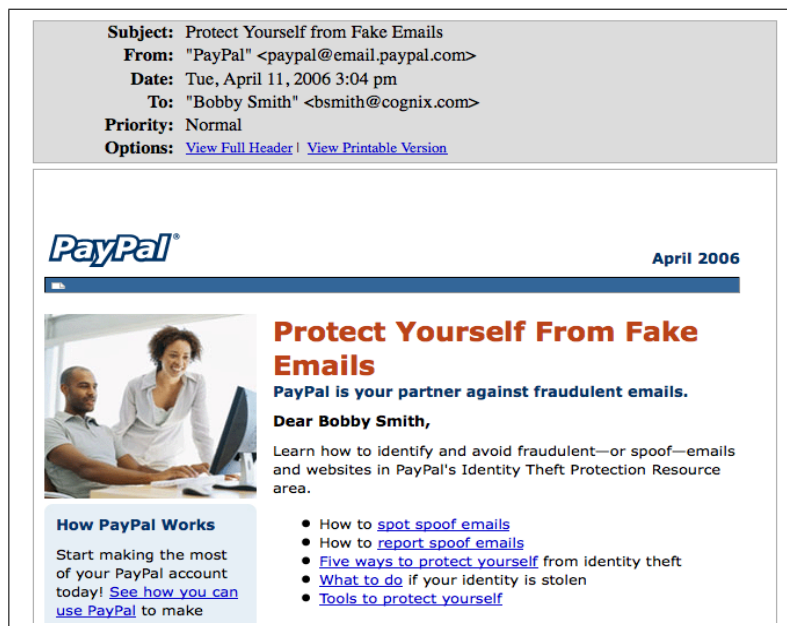 Subject: Protect Yourself from Fake Emails
From: "PayPal" <paypal@email.paypal.com>
Date: Tue, April 11, 2006 3:04 pm
To: "Bobby Smith" <bsmith@cognix.com>
Priority: Normal
Options: View Full Header | View Printable Version
PayPal®
April 2006
Protect Yourself From Fake
Emails
PayPal is your partner against fraudulent emails.
Dear Bobby Smith,
Learn how to identify and avoid fraudulent—or spoof—emails
and websites in PayPal's Identity Theft Protection Resource
area.
• How to spot spoof emails
• How to report spoof emails
• Five ways to protect yourself from identity theft
• What to do if your identity is stolen
• Tools to protect yourself
How PayPal Works
Start making the most
of your PayPal account
today! See how you can
use PayPal to make